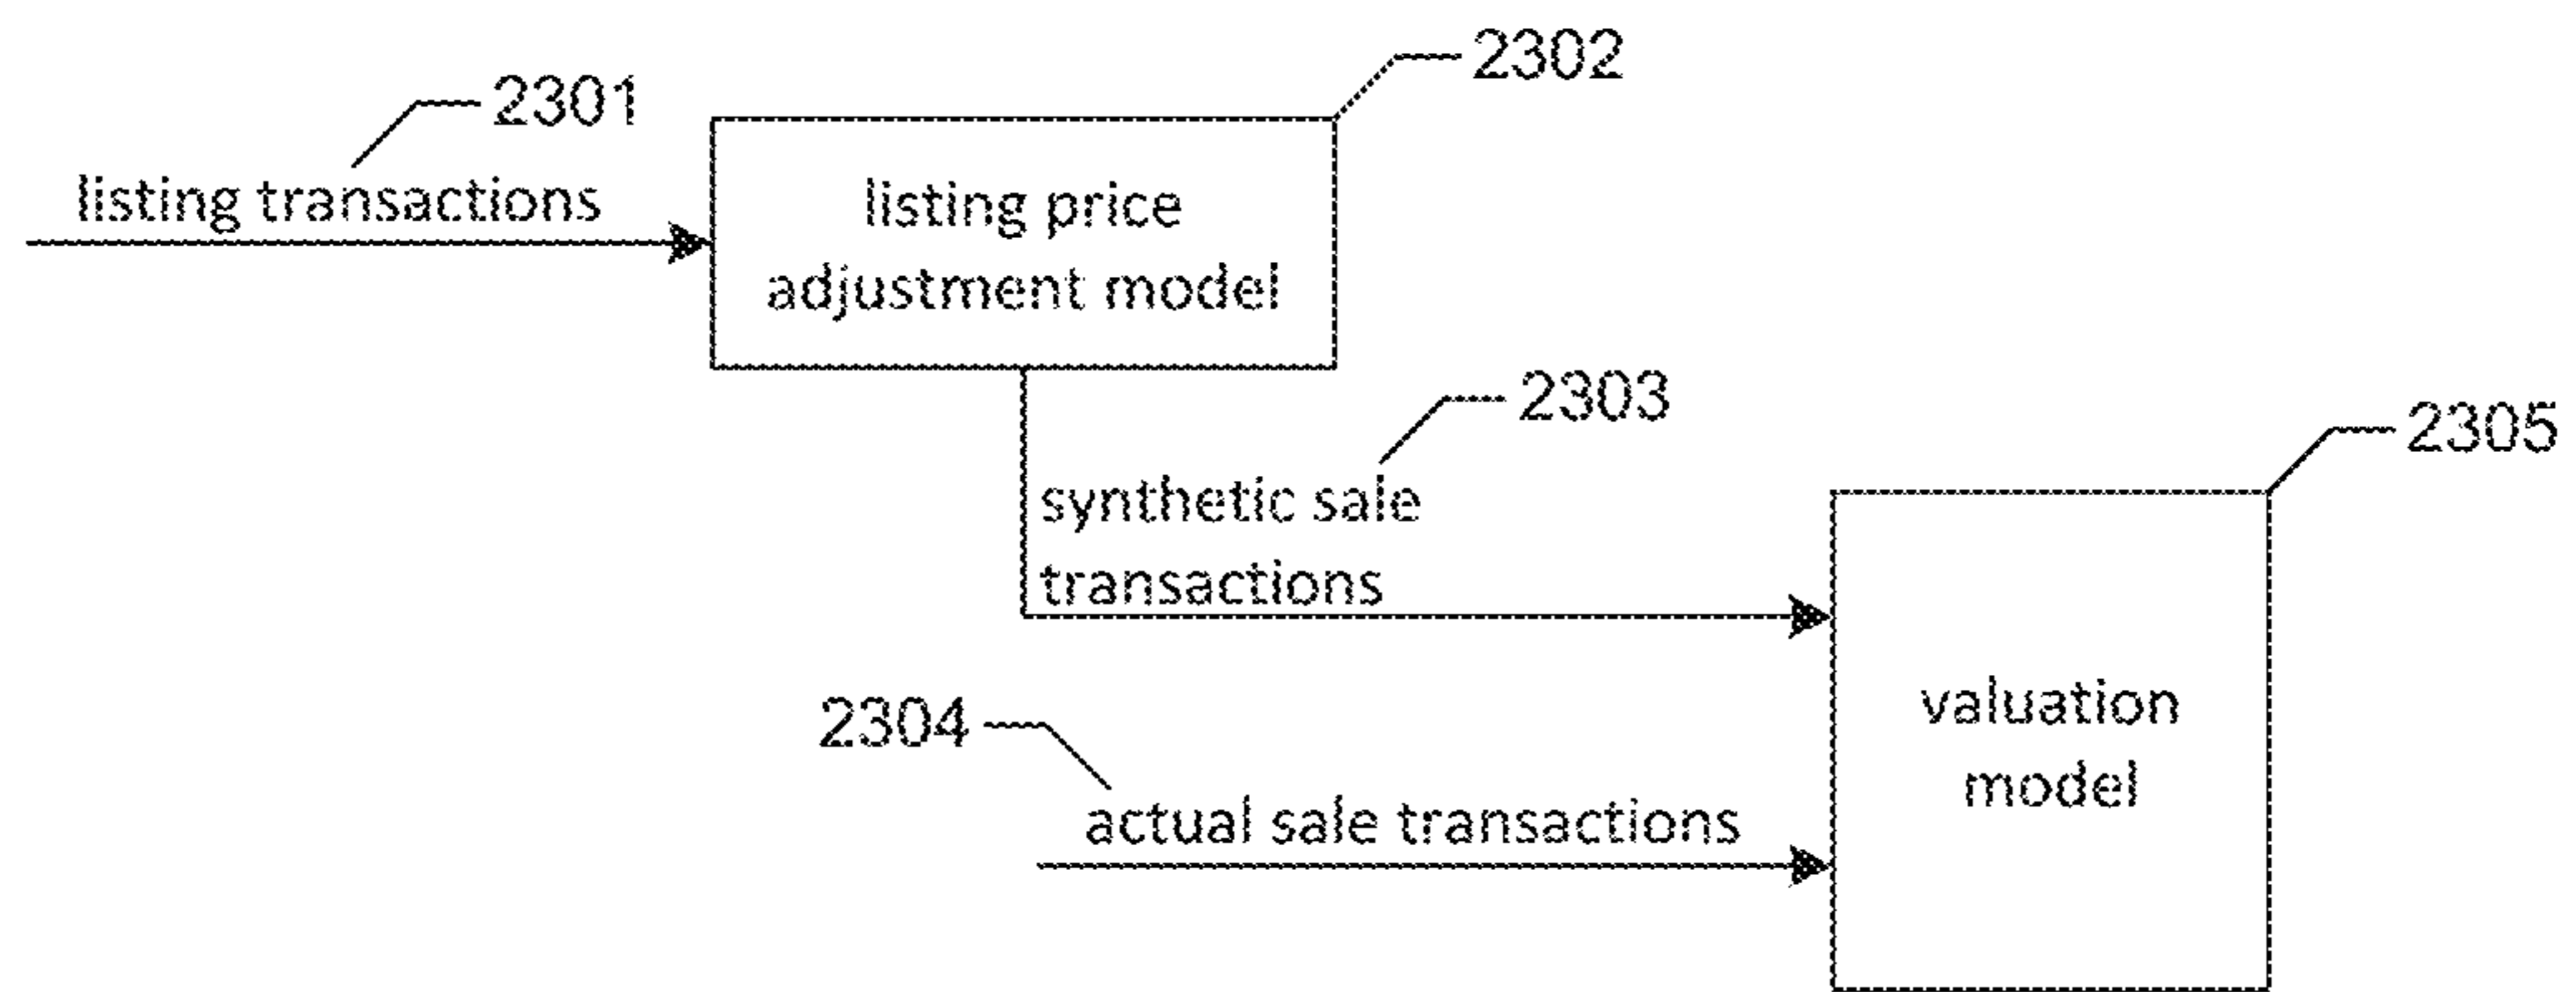 2302
2301
listing transactions
listing price
adjustment model
2303
2305
synthetic sale
transactions
valuation
model
2304
actual sale transactions